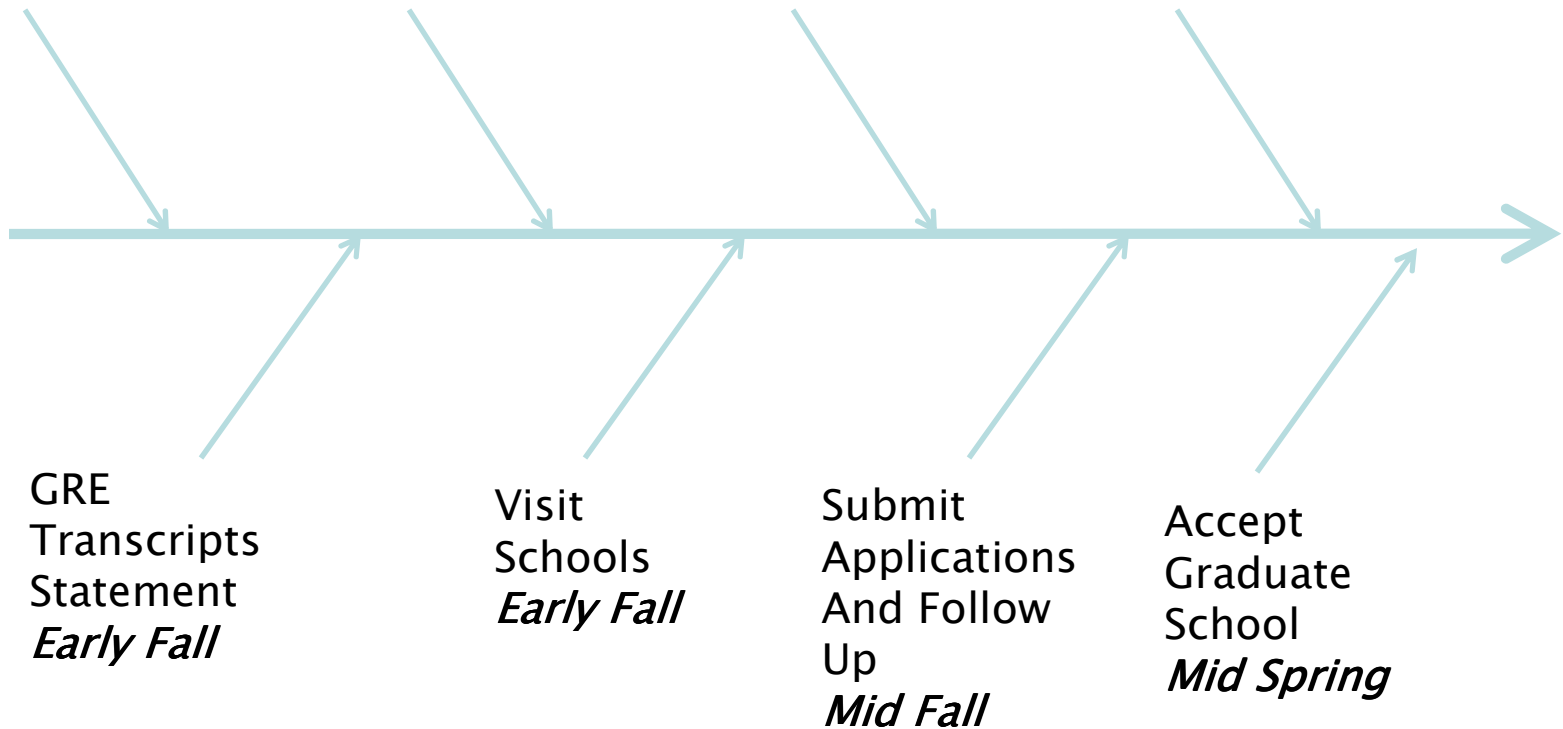 GRE
Transcripts
Statement
Early Fall
Visit
Schools
Early Fall
Submit
Applications
And Follow
Up
Mid Fall
Accept
Graduate
School
Mid Spring